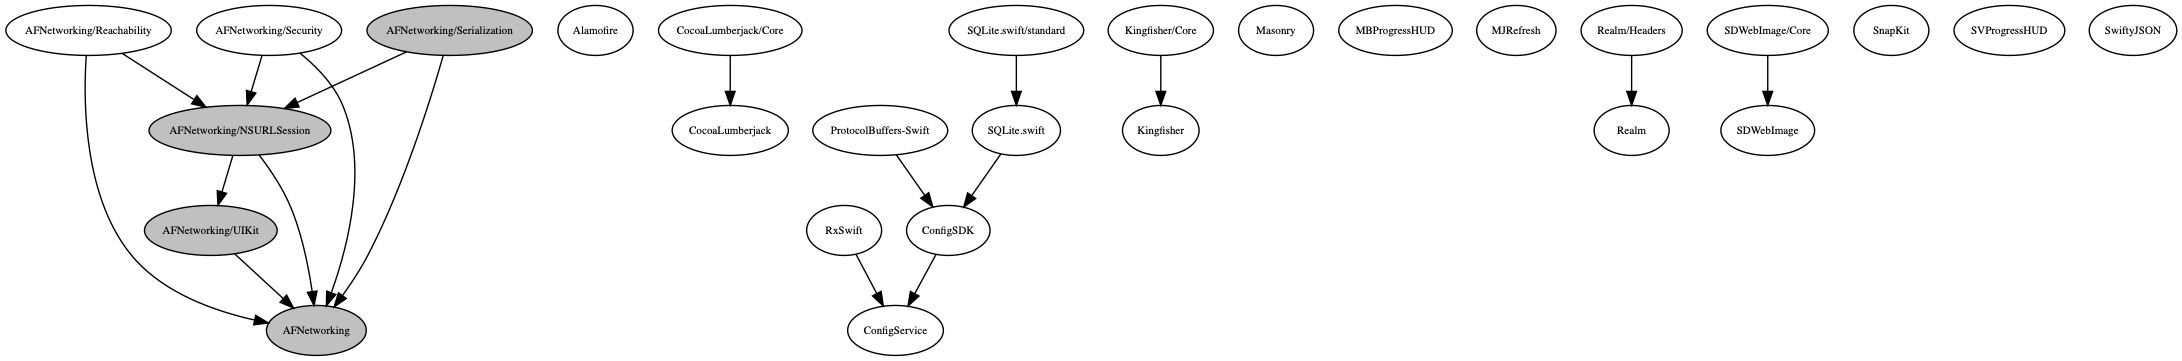 AFNetworking/Reachability
AFNetworking/Security
AFNetworking/Serialization
Alamofire
CocoaLumberjack/Core
SQLite.swift/standard
Kingfisher/Core
Masonry
MBProgressHUD
MJRefresh
Realm/Headers
SDWebImage/Core
SnapKit
SVProgressHUD
SwiftyJSON
AFNetworking/NSURLSession
CocoaLumberjack
ProtocolBuffers-Swift
SQLite.swift
Kingfisher
Realm
SDWebImage
AFNetworking/UIKit
RxSwift
ConfigSDK
AFNetworking
ConfigService